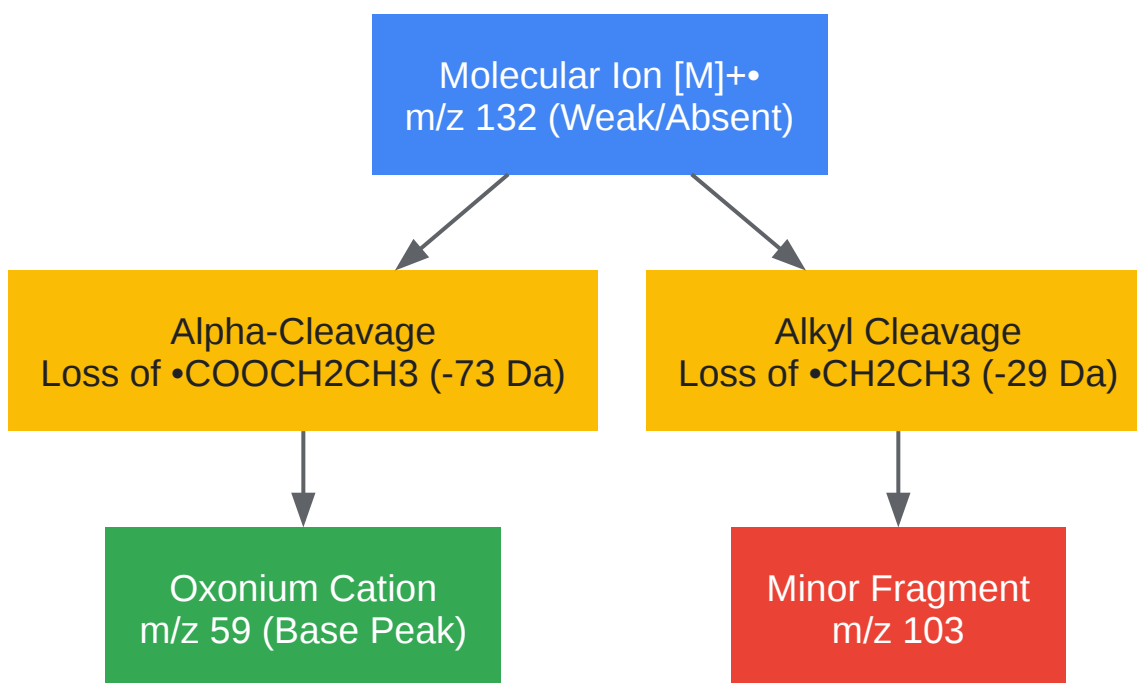 Molecular Ion [M]+•
m/z 132 (Weak/Absent)
Alpha-Cleavage
Loss of •COOCH2CH3 (-73 Da)
Alkyl Cleavage
Loss of •CH2CH3 (-29 Da)
Oxonium Cation
m/z 59 (Base Peak)
Minor Fragment
m/z 103